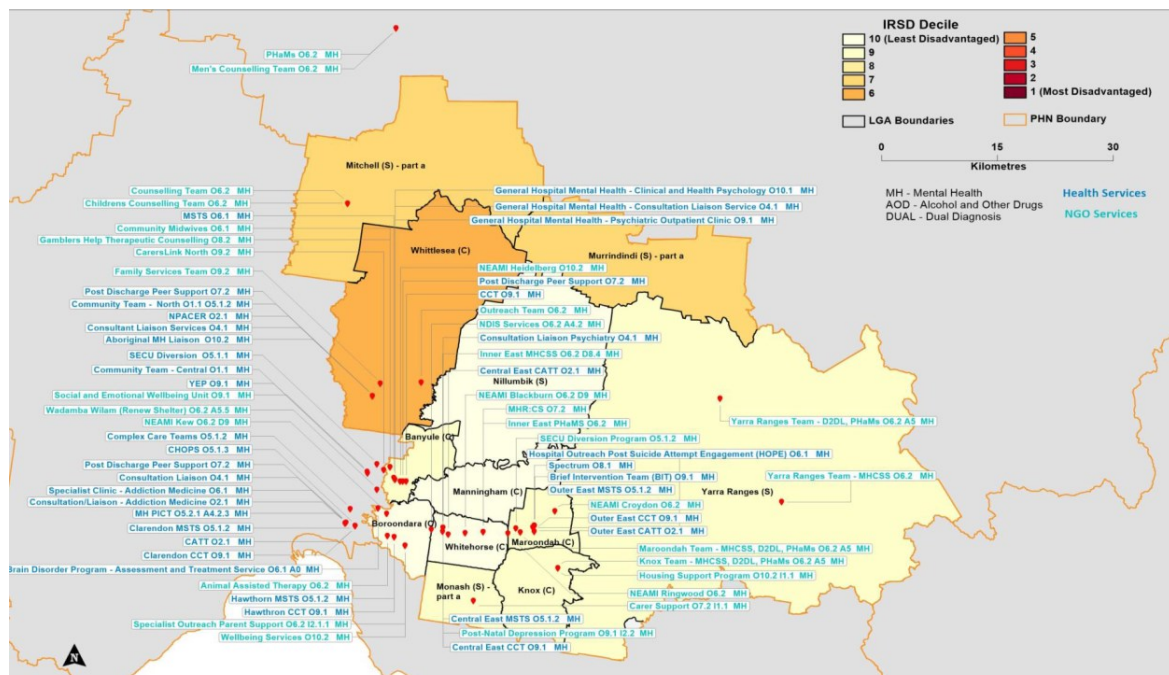 IRSD Decile
10 (Least Disadvantaged)
9
8
7
6
5
4
3
2
1 (Most Disadvantaged)
LGA Boundaries
PHN Boundary
0
15
30
Kilometres
MH - Mental Health
AOD - Alcohol and Other Drugs
DUAL - Dual Diagnosis
Health Services
NGO Services
PHaMs O6.2 MH
Men's Counselling Team O6.2 MH
Mitchell (S) - part a
Counselling Team O6.2 MH
Childrens Counselling Team O6.2 MH
MSTS O6.1 MH
Community Midwives O6.1 MH
Gamblers Help Therapeutic Counselling O8.2 MH
CarersLink North O9.2 MH
Family Services Team O9.2 MH
Post Discharge Peer Support O7.2 MH
Community Team - North O1.1 O5.1.2 MH
NPACER O2.1 MH
Consultant Liaison Services O4.1 MH
Aboriginal MH Liaison O10.2 MH
SECU Diversion O5.1.1 MH
Community Team - Central O1.1 MH
YEP O9.1 MH
Social and Emotional Wellbeing Unit O9.1 MH
Wadamba Wilam (Renew Shelter) O6.2 A5.5 MH
NEAMI Kew O6.2 D9 MH
Complex Care Teams O5.1.2 MH
CHOPS O5.1.3 MH
Post Discharge Peer Support O7.2 MH
Consultation Liaison O4.1 MH
Specialist Clinic - Addiction Medicine O6.1 MH
Consultation/Liaison - Addiction Medicine O2.1 MH
MH PICT O5.2.1 A4.2.3 MH
Clarendon MSTS O5.1.2 MH
CATT O2.1 MH
Clarendon CCT O9.1 MH
Brain Disorder Program - Assessment and Treatment Service O6.1 A0 MH
Animal Assisted Therapy O6.2 MH
Hawthorn MSTS O5.1.2 MH
Hawthron CCT O9.1 MH
Specialist Outreach Parent Support O6.2 I2.1.1 MH
Wellbeing Services O10.2 MH
General Hospital Mental Health - Clinical and Health Psychology O10.1 MH
General Hospital Mental Health - Consultation Liaison Service O4.1 MH
General Hospital Mental Health - Psychiatric Outpatient Clinic O9.1 MH
Whittlesea (C)
Murrindindi (S) - part a
NEAMI Heidelberg O10.2 MH
Post Discharge Peer Support O7.2 MH
CCT O9.1 MH
Outreach Team O6.2 MH
NDIS Services O6.2 A4.2 MH
Consultation Liaison Psychiatry O4.1 MH
Inner East MHCSS O6.2 D8.4 MH
Central East CATT O2.1 MH
Nillumbik (S)
NEAMI Blackburn O6.2 D9 MH
MHR:CS O7.2 MH
Inner East PHaMS O6.2 MH
Yarra Ranges Team - D2DL, PHaMs O6.2 A5 MH
Banyule (C)
SECU Diversion Program O5.1.2 MH
Hospital Outreach Post Suicide Attempt Engagement (HOPE) O6.1 MH
Spectrum O8.1 MH
Brief Intervention Team (BIT) O9.1 MH
Yarra Ranges Team - MHCSS O6.2 MH
Outer East MSTS O5.1.2 MH
Manningham (C)
Yarra Ranges (S)
NEAMI Croydon O6.2 MH
Outer East CCT O9.1 MH
Outer East CATT O2.1 MH
Boroondara (C)
Whitehorse (C)
Maroondah (C)
Maroondah Team - MHCSS, D2DL, PHaMs O6.2 A5 MH
Knox Team - MHCSS, D2DL, PHaMs O6.2 A5 MH
Housing Support Program O10.2 I1.1 MH
Monash (S) - part a
Knox (C)
NEAMI Ringwood O6.2 MH
Carer Support O7.2 I1.1 MH
Central East MSTS O5.1.2 MH
Post-Natal Depression Program O9.1 I2.2 MH
Central East CCT O9.1 MH
N